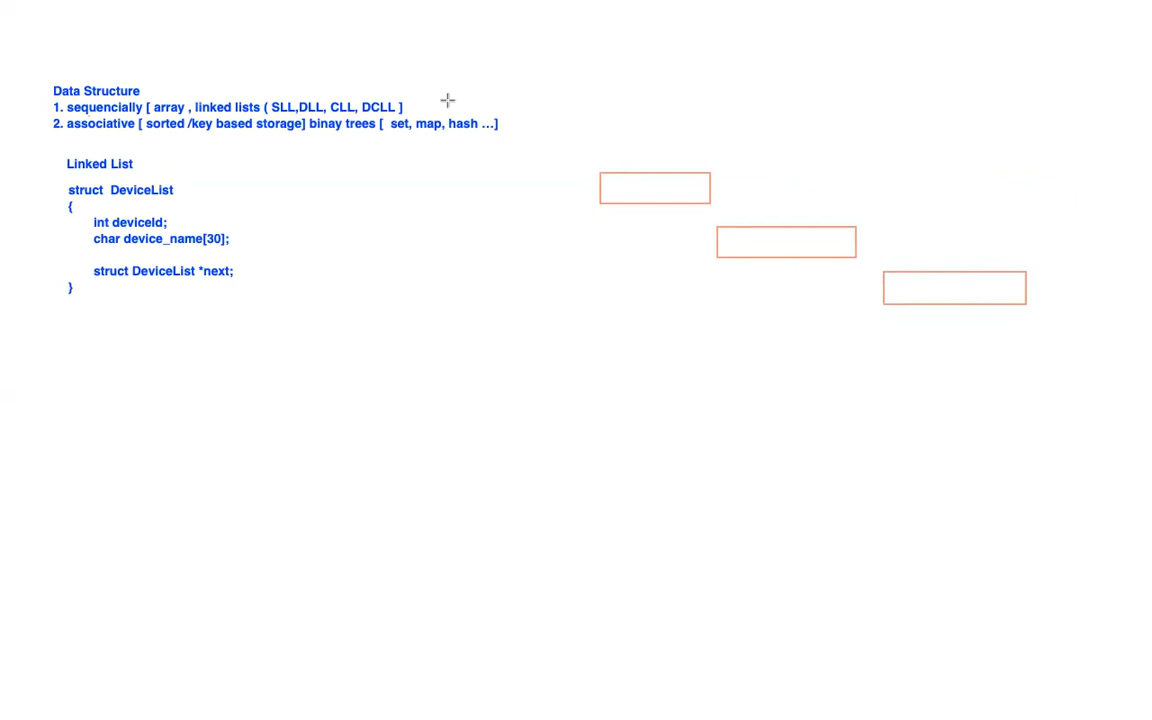 Data Structure
1. sequencially [ array , linked lists ( SLL,DLL, CLL, DCLL ]
2. associative [ sorted /key based storage] binay trees [ set, map, hash ...]
Linked List
struct DeviceList
{
int deviceId;
char device_name[30];
struct DeviceList *next;
}